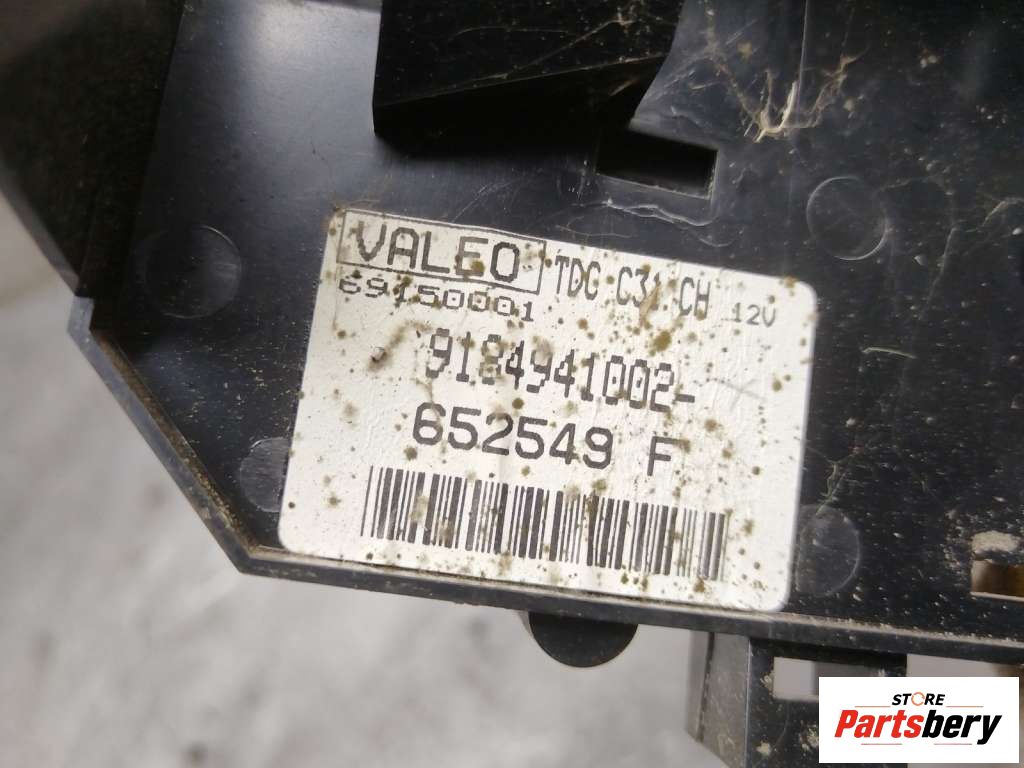 VALEO TDG C31 CH 12V
69150001
9184941002-
652549 F
STORE
Partsbery